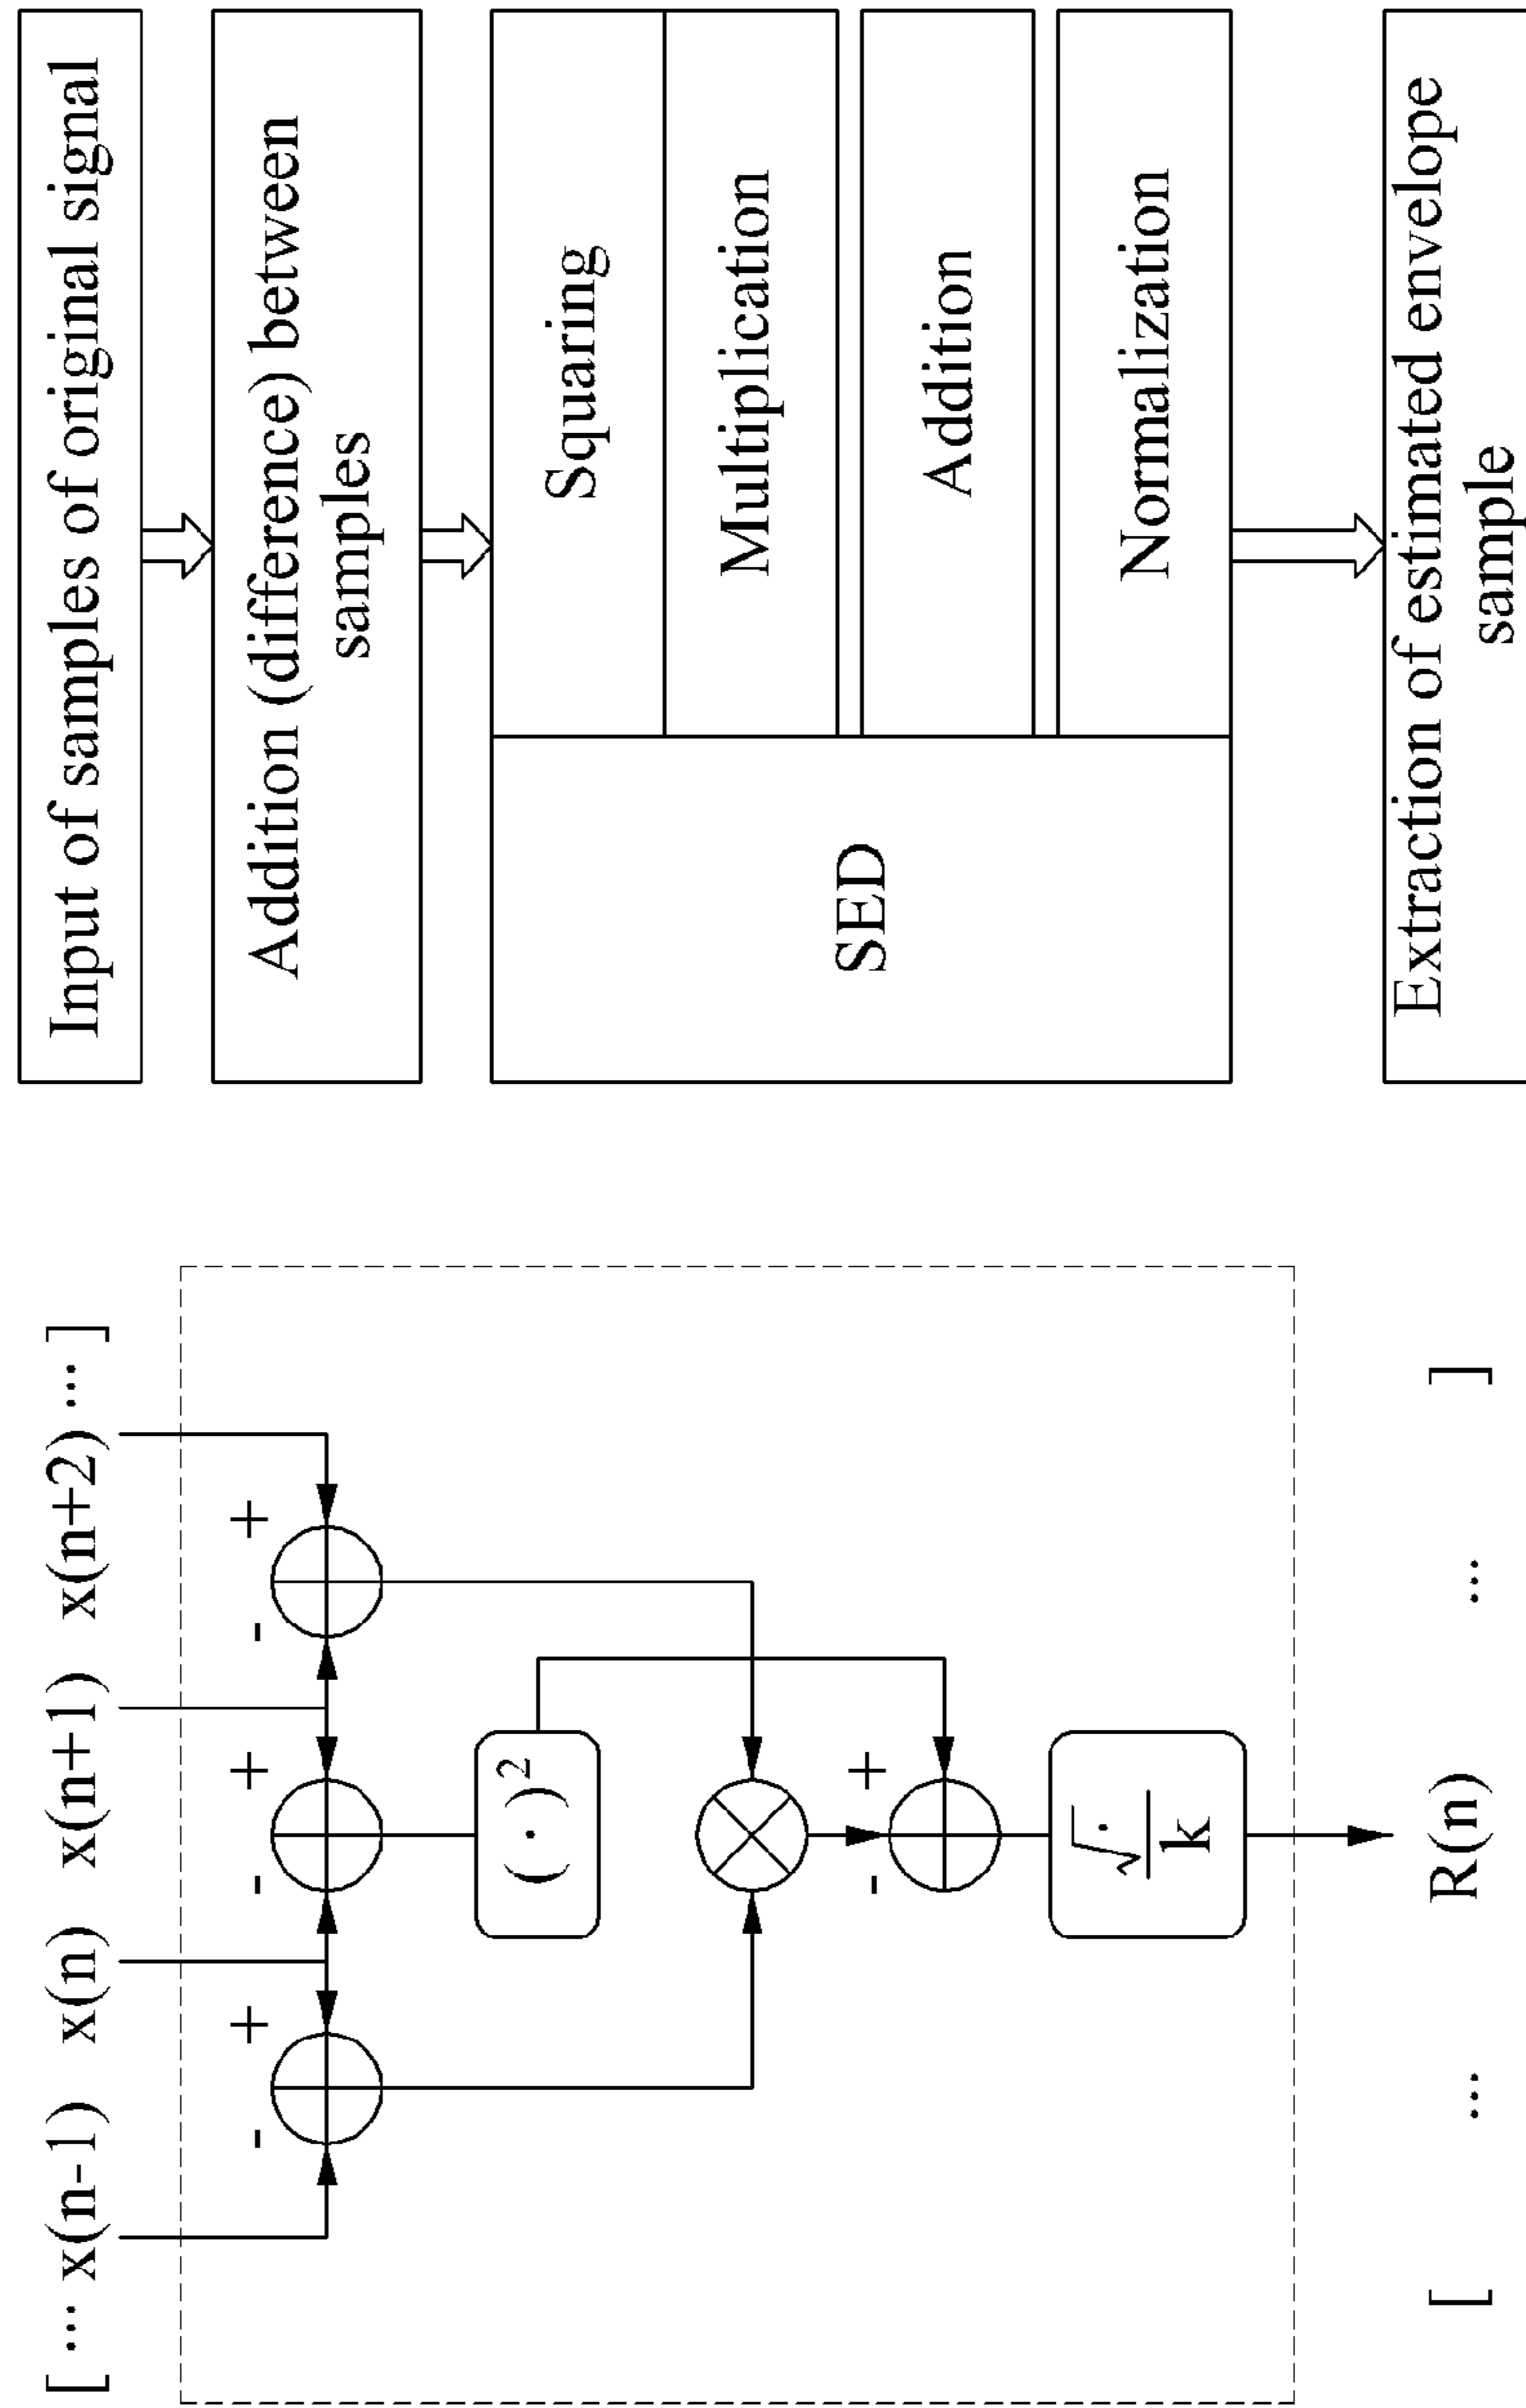 [ ... x(n-1) x(n) x(n+1) x(n+2) ... ]
- + - + - +
( · )²
- +
√·
k
[ ... R(n) ... ]
Input of samples of original signal
Addition (difference) between
samples
SED
Squaring
Multiplication
Addition
Normalization
Extraction of estimated envelope
sample